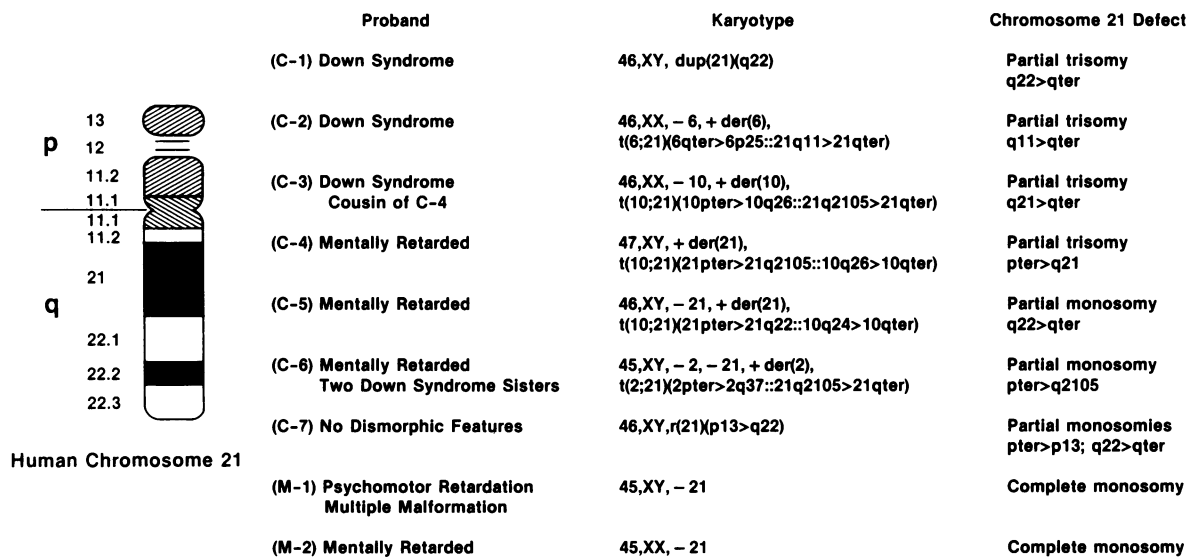 Proband Karyotype Chromosome 21 Defect
(C-1) Down Syndrome 46,XY, dup(21)(q22) Partial trisomy
q22>qter
(C-2) Down Syndrome 46,XX, – 6, + der(6), Partial trisomy
t(6;21)(6qter>6p25::21q11>21qter) q11>qter
(C-3) Down Syndrome 46,XX, – 10, + der(10), Partial trisomy
Cousin of C-4 t(10;21)(10pter>10q26::21q2105>21qter) q21>qter
(C-4) Mentally Retarded 47,XY, + der(21), Partial trisomy
t(10;21)(21pter>21q2105::10q26>10qter) pter>q21
(C-5) Mentally Retarded 46,XY, – 21, + der(21), Partial monosomy
t(10;21)(21pter>21q22::10q24>10qter) q22>qter
(C-6) Mentally Retarded 45,XY, – 2, – 21, + der(2), Partial monosomy
Two Down Syndrome Sisters t(2;21)(2pter>2q37::21q2105>21qter) pter>q2105
(C-7) No Dismorphic Features 46,XY,r(21)(p13>q22) Partial monosomies
pter>p13; q22>qter
(M-1) Psychomotor Retardation 45,XY, – 21 Complete monosomy
Multiple Malformation
(M-2) Mentally Retarded 45,XX, – 21 Complete monosomy
p
13
12
11.2
11.1
q
11.1
11.2
21
22.1
22.2
22.3
Human Chromosome 21